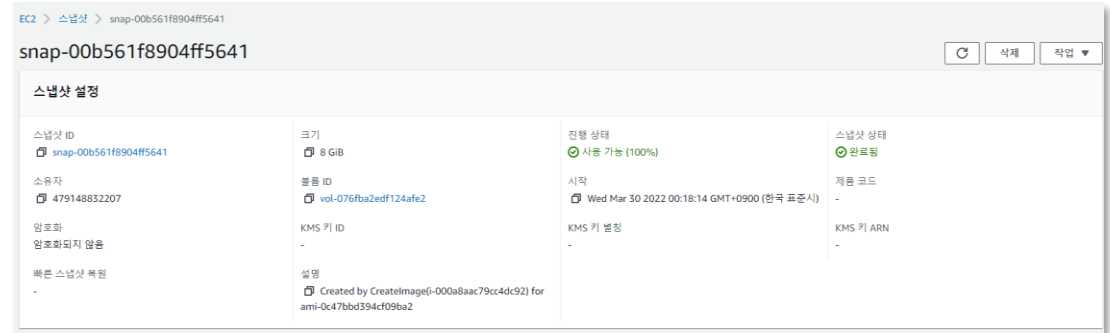 EC2 > 스냅샷 > snap-00b561f8904ff5641
snap-00b561f8904ff5641
삭제
작업
스냅샷 설정
스냅샷 ID
snap-00b561f8904ff5641
크기
8 GiB
진행 상태
사용 가능 (100%)
스냅샷 상태
완료됨
소유자
479148832207
볼륨 ID
vol-076fba2edf124afe2
시작
Wed Mar 30 2022 00:18:14 GMT+0900 (한국 표준시)
제품 코드
-
암호화
암호화되지 않음
KMS 키 ID
-
KMS 키 별칭
-
KMS 키 ARN
-
빠른 스냅샷 복원
-
설명
Created by CreateImage(i-000a8aac79cc4dc92) for
ami-0c47bbd394cf09ba2